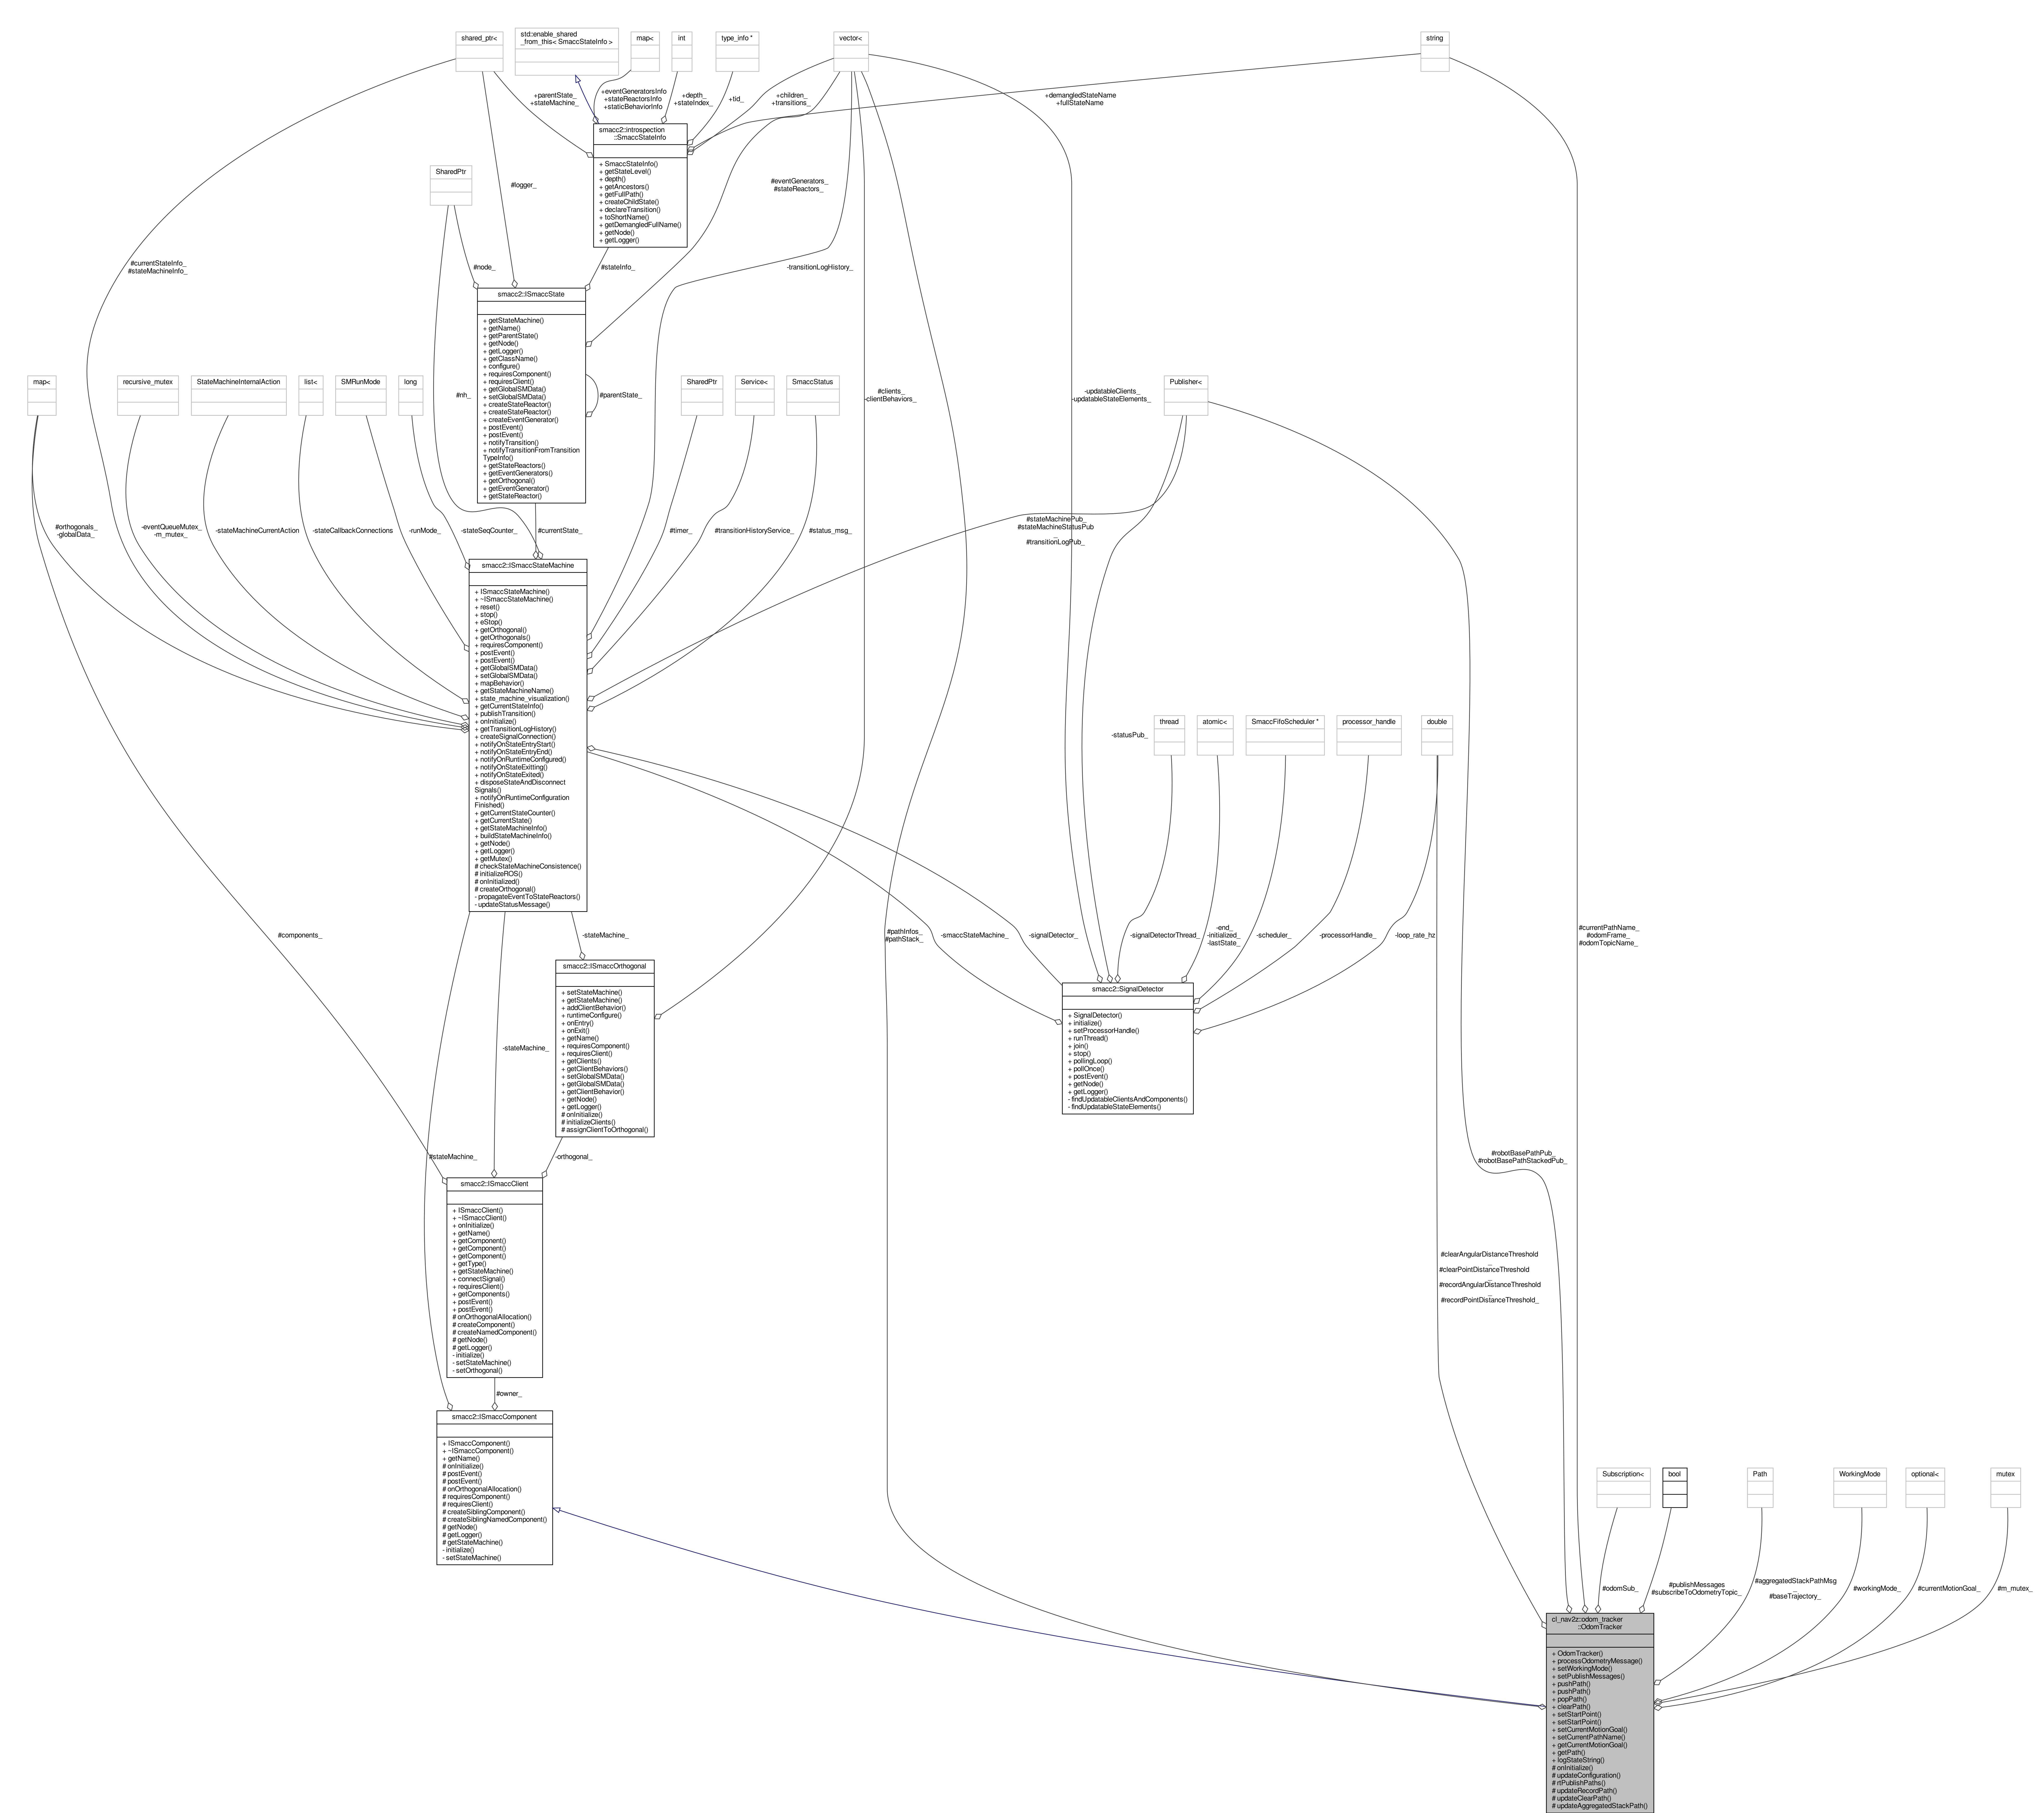 shared_ptr<
std::enable_shared
_from_this< SmaccStateInfo >
map<
int
type_info *
vector<
string
+parentState_
+stateMachine_
+eventGeneratorsInfo
+stateReactorsInfo
+staticBehaviorInfo
+depth_
+stateIndex_
+tid_
+children_
+transitions_
+demangledStateName
+fullStateName
smacc2::introspection
::SmaccStateInfo
+ SmaccStateInfo()
+ getStateLevel()
+ depth()
+ getAncestors()
+ getFullPath()
+ createChildState()
+ declareTransition()
+ toShortName()
+ getDemangledFullName()
+ getNode()
+ getLogger()
SharedPtr
#logger_
#eventGenerators_
#stateReactors_
#currentStateInfo_
#stateMachineInfo_
#node_
#stateInfo_
-transitionLogHistory_
smacc2::ISmaccState
+ getStateMachine()
+ getName()
+ getParentState()
+ getNode()
+ getLogger()
+ getClassName()
+ configure()
+ requiresComponent()
+ requiresClient()
+ getGlobalSMData()
+ setGlobalSMData()
+ createStateReactor()
+ createStateReactor()
+ createEventGenerator()
+ postEvent()
+ postEvent()
+ notifyTransition()
+ notifyTransitionFromTransition
TypeInfo()
+ getStateReactors()
+ getEventGenerators()
+ getOrthogonal()
+ getEventGenerator()
+ getStateReactor()
map<
recursive_mutex
StateMachineInternalAction
list<
SMRunMode
long
#nh_
#parentState_
SharedPtr
Service<
SmaccStatus
#clients_
-clientBehaviors_
-updatableClients_
-updatableStateElements_
Publisher<
#orthogonals_
-globalData_
-eventQueueMutex_
-m_mutex_
-stateMachineCurrentAction
-stateCallbackConnections
-runMode_
-stateSeqCounter_
#currentState_
#timer_
#transitionHistoryService_
#status_msg_
#stateMachinePub_
#stateMachineStatusPub
_
#transitionLogPub_
smacc2::ISmaccStateMachine
+ ISmaccStateMachine()
+ ~ISmaccStateMachine()
+ reset()
+ stop()
+ eStop()
+ getOrthogonal()
+ getOrthogonals()
+ requiresComponent()
+ postEvent()
+ postEvent()
+ getGlobalSMData()
+ setGlobalSMData()
+ mapBehavior()
+ getStateMachineName()
+ state_machine_visualization()
+ getCurrentStateInfo()
+ publishTransition()
+ onInitialize()
+ getTransitionLogHistory()
+ createSignalConnection()
+ notifyOnStateEntryStart()
+ notifyOnStateEntryEnd()
+ notifyOnRuntimeConfigured()
+ notifyOnStateExitting()
+ notifyOnStateExited()
+ disposeStateAndDisconnect
Signals()
+ notifyOnRuntimeConfiguration
Finished()
+ getCurrentStateCounter()
+ getCurrentState()
+ getStateMachineInfo()
+ buildStateMachineInfo()
+ getNode()
+ getLogger()
+ getMutex()
# checkStateMachineConsistence()
# initializeROS()
# onInitialized()
# createOrthogonal()
- propagateEventToStateReactors()
- updateStatusMessage()
-statusPub_
thread
atomic<
SmaccFifoScheduler *
processor_handle
double
#components_
-stateMachine_
#pathInfos_
#pathStack_
-smaccStateMachine_
-signalDetector_
-signalDetectorThread_
-end_
-initialized_
-lastState_
-scheduler_
-processorHandle_
-loop_rate_hz
#currentPathName_
#odomFrame_
#odomTopicName_
smacc2::ISmaccOrthogonal
+ setStateMachine()
+ getStateMachine()
+ addClientBehavior()
+ runtimeConfigure()
+ onEntry()
+ onExit()
+ getName()
+ requiresComponent()
+ requiresClient()
+ getClients()
+ getClientBehaviors()
+ setGlobalSMData()
+ getGlobalSMData()
+ getClientBehavior()
+ getNode()
+ getLogger()
# onInitialize()
# initializeClients()
# assignClientToOrthogonal()
smacc2::SignalDetector
+ SignalDetector()
+ initialize()
+ setProcessorHandle()
+ runThread()
+ join()
+ stop()
+ pollingLoop()
+ pollOnce()
+ postEvent()
+ getNode()
+ getLogger()
- findUpdatableClientsAndComponents()
- findUpdatableStateElements()
-stateMachine_
#stateMachine_
-orthogonal_
#robotBasePathPub_
#robotBasePathStackedPub_
smacc2::ISmaccClient
+ ISmaccClient()
+ ~ISmaccClient()
+ onInitialize()
+ getName()
+ getComponent()
+ getComponent()
+ getComponent()
+ getType()
+ getStateMachine()
+ connectSignal()
+ requiresClient()
+ getComponents()
+ postEvent()
+ postEvent()
# onOrthogonalAllocation()
# createComponent()
# createNamedComponent()
# getNode()
# getLogger()
- initialize()
- setStateMachine()
- setOrthogonal()
#clearAngularDistanceThreshold
_
#clearPointDistanceThreshold
_
#recordAngularDistanceThreshold
_
#recordPointDistanceThreshold_
#owner_
smacc2::ISmaccComponent
+ ISmaccComponent()
+ ~ISmaccComponent()
+ getName()
# onInitialize()
# postEvent()
# postEvent()
# onOrthogonalAllocation()
# requiresComponent()
# requiresClient()
# createSiblingComponent()
# createSiblingNamedComponent()
# getNode()
# getLogger()
# getStateMachine()
- initialize()
- setStateMachine()
Subscription<
bool
Path
WorkingMode
optional<
mutex
#odomSub_
#publishMessages
#subscribeToOdometryTopic_
#aggregatedStackPathMsg
_
#baseTrajectory_
#workingMode_
#currentMotionGoal_
#m_mutex_
cl_nav2z::odom_tracker
::OdomTracker
+ OdomTracker()
+ processOdometryMessage()
+ setWorkingMode()
+ setPublishMessages()
+ pushPath()
+ pushPath()
+ popPath()
+ clearPath()
+ setStartPoint()
+ setStartPoint()
+ setCurrentMotionGoal()
+ setCurrentPathName()
+ getCurrentMotionGoal()
+ getPath()
+ logStateString()
# onInitialize()
# updateConfiguration()
# rtPublishPaths()
# updateRecordPath()
# updateClearPath()
# updateAggregatedStackPath()